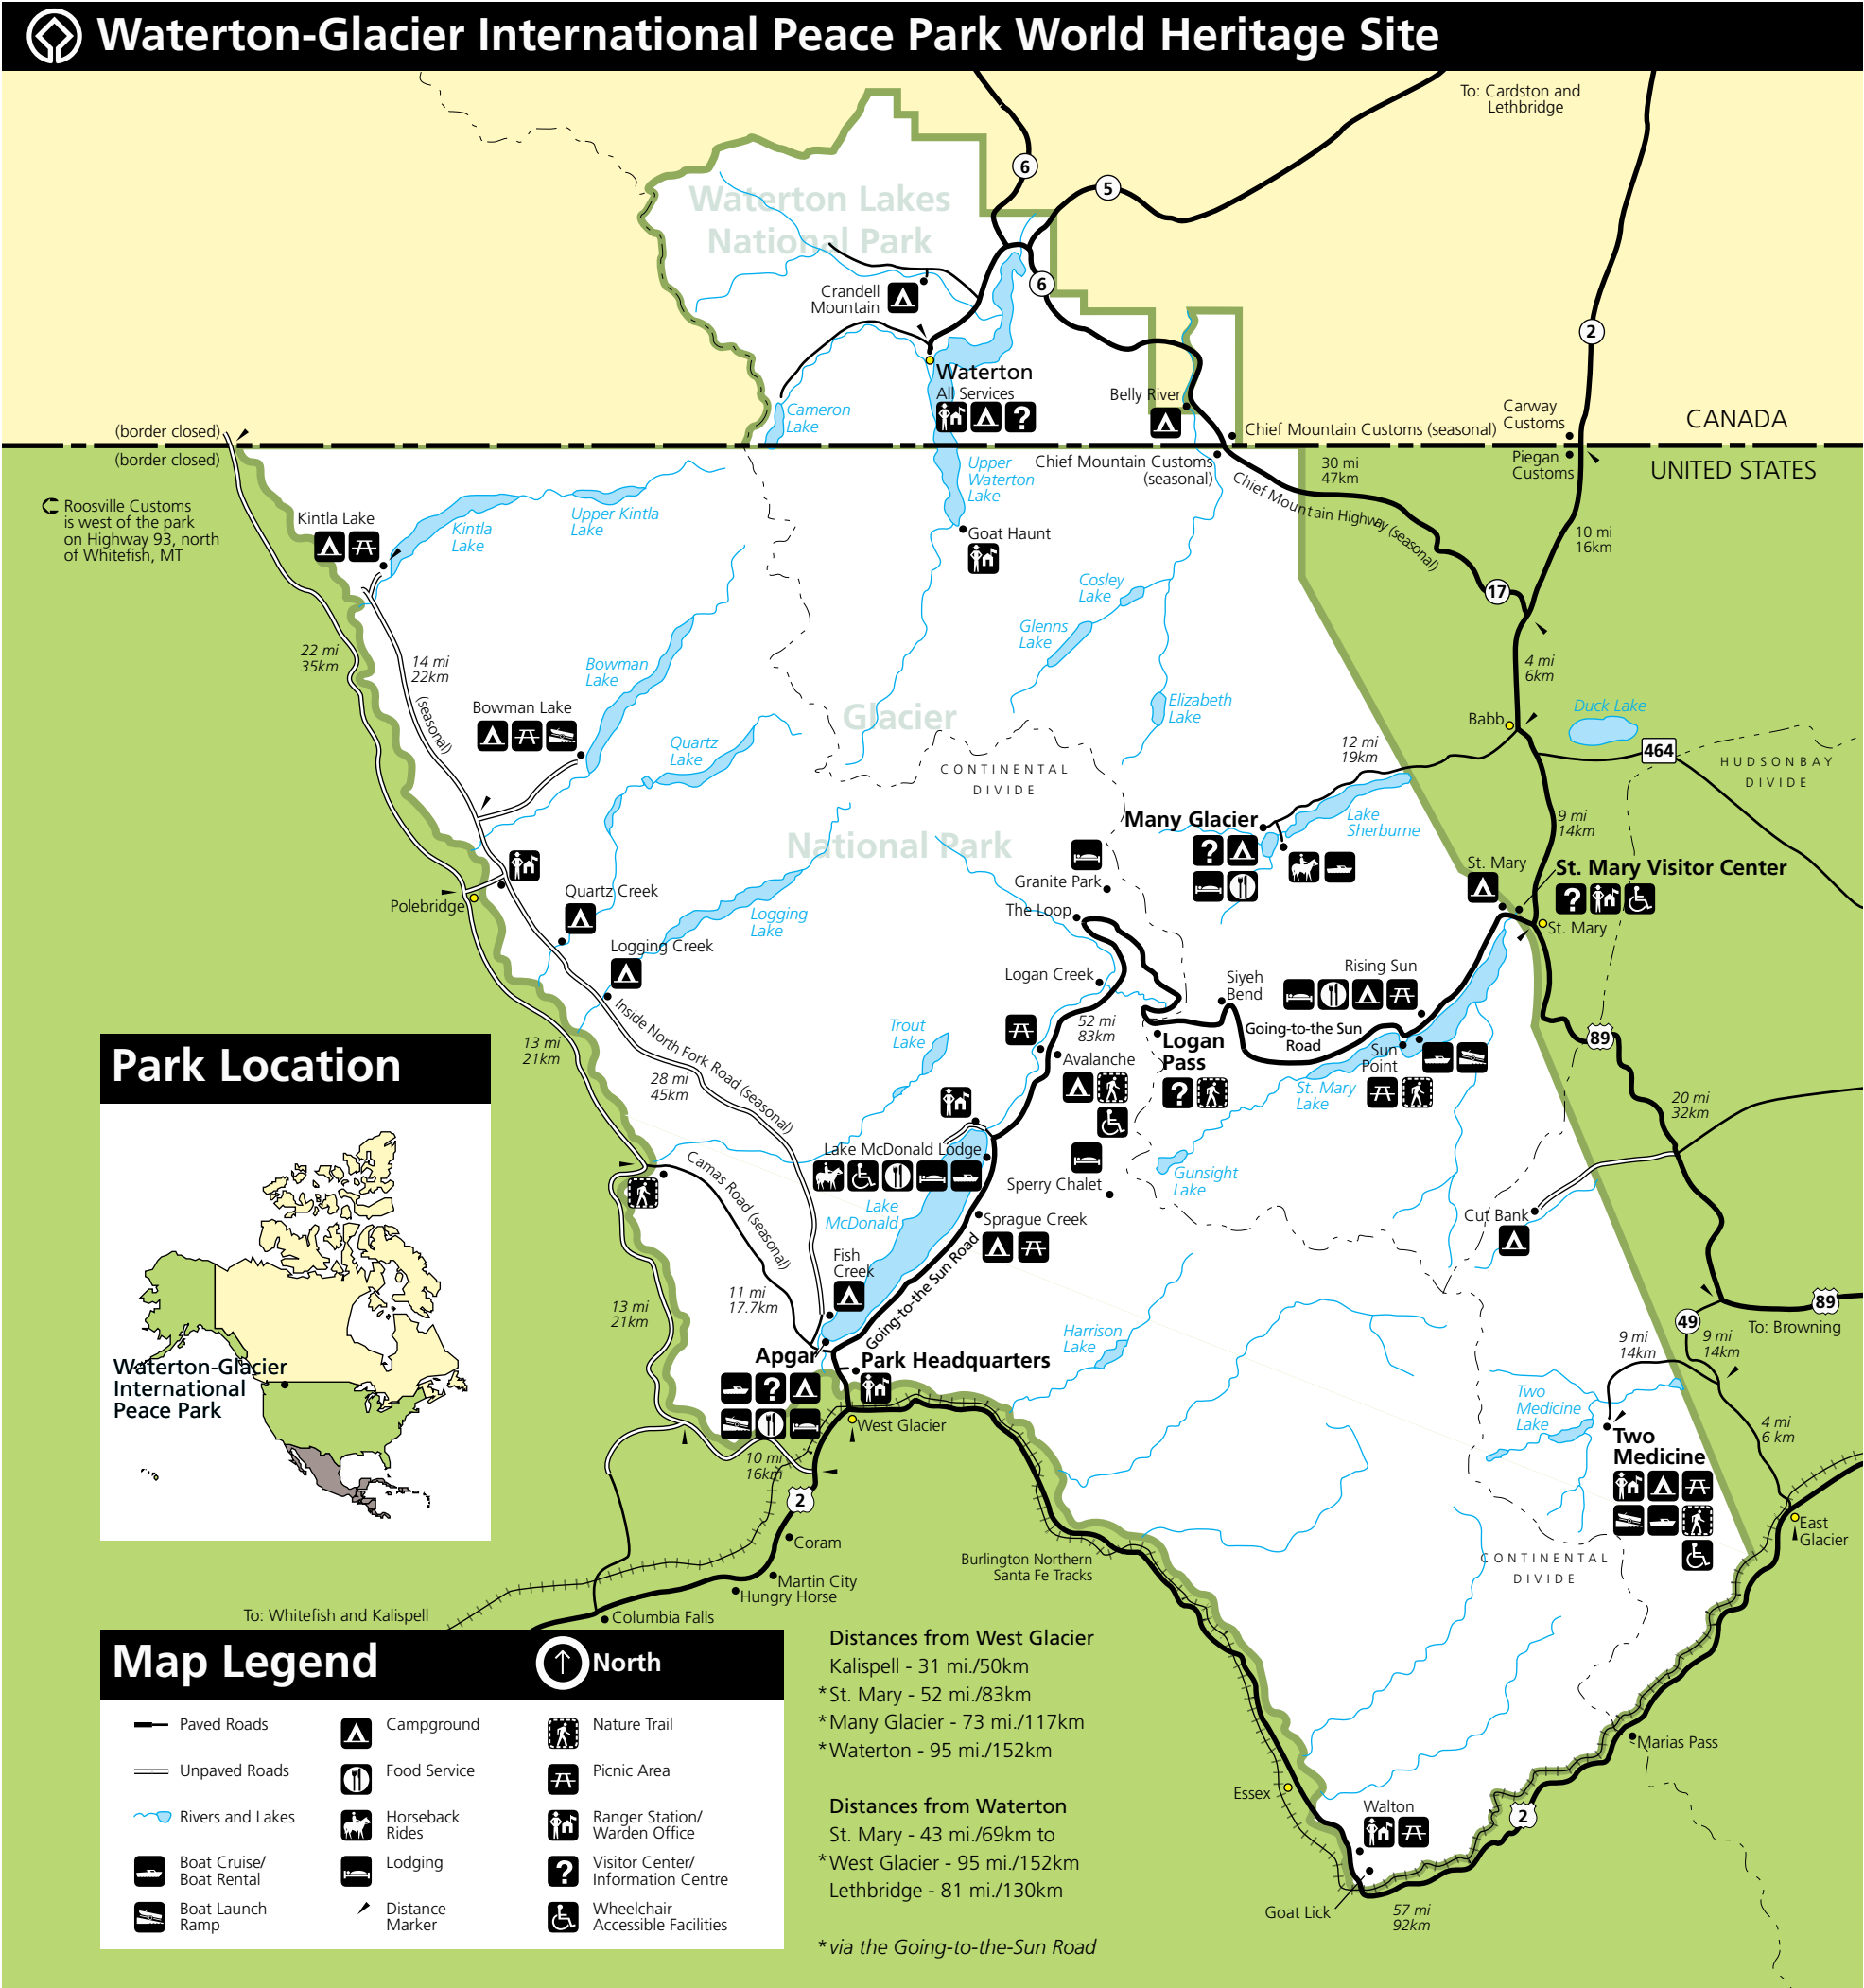 Waterton-Glacier International Peace Park World Heritage Site
To: Cardston and
Lethbridge
6
5
Waterton Lakes
National Park
6
Crandell
Mountain
2
Waterton
All Services
Belly River
Cameron
Lake
Carway
Customs
CANADA
(border closed)
Chief Mountain Customs (seasonal)
(border closed)
Chief Mountain Customs
(seasonal)
Piegan
Customs
UNITED STATES
Upper
Waterton
Lake
30 mi
47km
Chief Mountain Highway (seasonal)
Roosville Customs
is west of the park
on Highway 93, north
of Whitefish, MT
Kintla Lake
Kintla
Lake
Upper Kintla
Lake
Goat Haunt
10 mi
16km
Cosley
Lake
17
Glenns
Lake
22 mi
35km
14 mi
22km
(seasonal)
Bowman
Lake
4 mi
6km
Elizabeth
Lake
Bowman Lake
Glacier
Babb
Duck Lake
Quartz
Lake
12 mi
19km
464
CONTINENTAL
DIVIDE
HUDSONBAY
DIVIDE
Many Glacier
Lake
Sherburne
9 mi
14km
National Park
St. Mary
St. Mary Visitor Center
Granite Park
Quartz Creek
Polebridge
The Loop
Logging
Lake
St. Mary
Logging Creek
Logan Creek
Siyeh
Bend
Rising Sun
Inside North Fork Road (seasonal)
Trout
Lake
52 mi
83km
Going-to-the Sun
Road
Logan
Pass
89
13 mi
21km
Avalanche
Sun
Point
28 mi
45km
St. Mary
Lake
20 mi
32km
Park Location
Lake McDonald Lodge
Camas Road (seasonal)
Gunsight
Lake
Sperry Chalet
Lake
McDonald
Sprague Creek
Cut Bank
Fish
Creek
Going-to-the Sun Road
11 mi
17.7km
13 mi
21km
89
49
To: Browning
Harrison
Lake
9 mi
14km
9 mi
14km
Apgar
Park Headquarters
Waterton-Glacier
International
Peace Park
Two
Medicine
Lake
West Glacier
4 mi
6 km
Two
Medicine
10 mi
16km
2
East
Glacier
Coram
Burlington Northern
Santa Fe Tracks
CONTINENTAL
DIVIDE
Martin City
Hungry Horse
To: Whitefish and Kalispell
Columbia Falls
Map Legend
North
Paved Roads
Campground
Nature Trail
Unpaved Roads
Food Service
Picnic Area
Rivers and Lakes
Horseback
Rides
Ranger Station/
Warden Office
Boat Cruise/
Boat Rental
Lodging
Visitor Center/
Information Centre
Boat Launch
Ramp
Distance
Marker
Wheelchair
Accessible Facilities
Distances from West Glacier
Kalispell - 31 mi./50km
*St. Mary - 52 mi./83km
*Many Glacier - 73 mi./117km
*Waterton - 95 mi./152km
Distances from Waterton
St. Mary - 43 mi./69km to
*West Glacier - 95 mi./152km
Lethbridge - 81 mi./130km
*via the Going-to-the-Sun Road
Marias Pass
Essex
Walton
2
Goat Lick
57 mi
92km